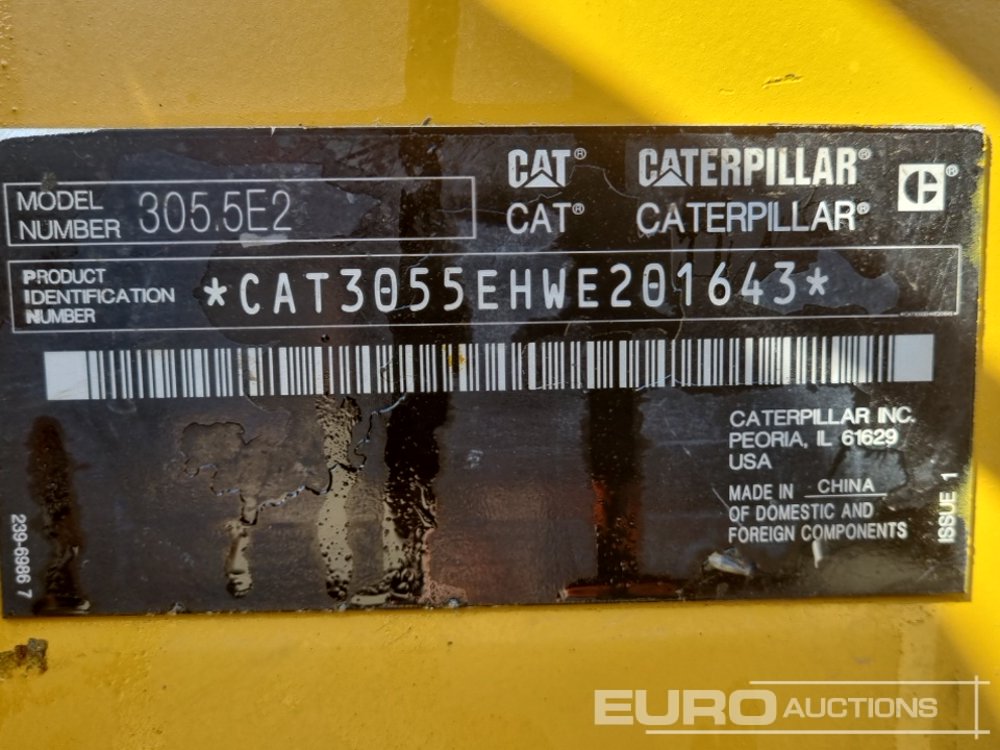 CAT® CATERPILLAR®
CAT® CATERPILLAR®
MODEL
NUMBER
305.5E2
PRODUCT
IDENTIFICATION
NUMBER
*CAT3055EHWE201643*
CATERPILLAR INC.
PEORIA, IL 61629
USA
MADE IN CHINA
OF DOMESTIC AND
FOREIGN COMPONENTS
ISSUE 1
239-6986 7
EURO AUCTIONS